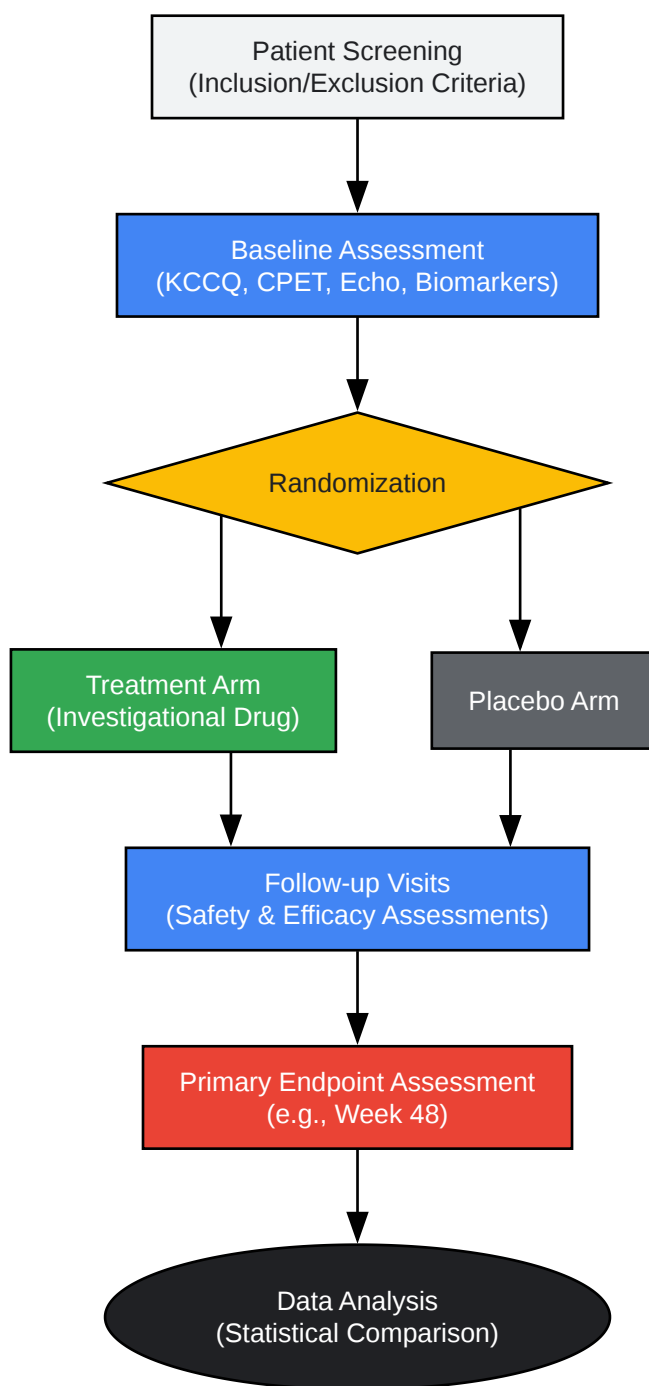 Patient Screening
(Inclusion/Exclusion Criteria)
Baseline Assessment
(KCCQ, CPET, Echo, Biomarkers)
Randomization
Treatment Arm
(Investigational Drug)
Placebo Arm
Follow-up Visits
(Safety & Efficacy Assessments)
Primary Endpoint Assessment
(e.g., Week 48)
Data Analysis
(Statistical Comparison)